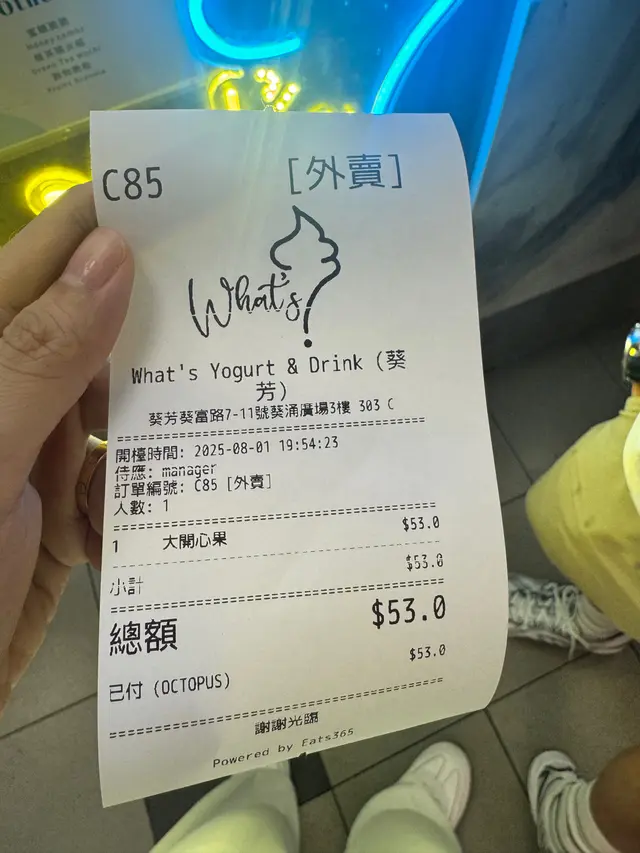 C85 [外賣]
What's
What's Yogurt & Drink (葵
芳)
葵芳葵富路7-11號葵涌廣場3樓 303 C
開檯時間: 2025-08-01 19:54:23
侍應: manager
訂單編號: C85 [外賣]
人數: 1
1 大開心果 $53.0
小計 $53.0
總額 $53.0
已付 (OCTOPUS) $53.0
謝謝光臨
Powered by Eats365